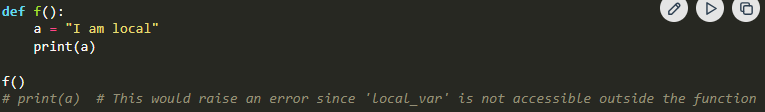 def f():
    a = "I am local"
    print(a)
f()
# print(a)  # This would raise an error since 'local_var' is not accessible outside the function